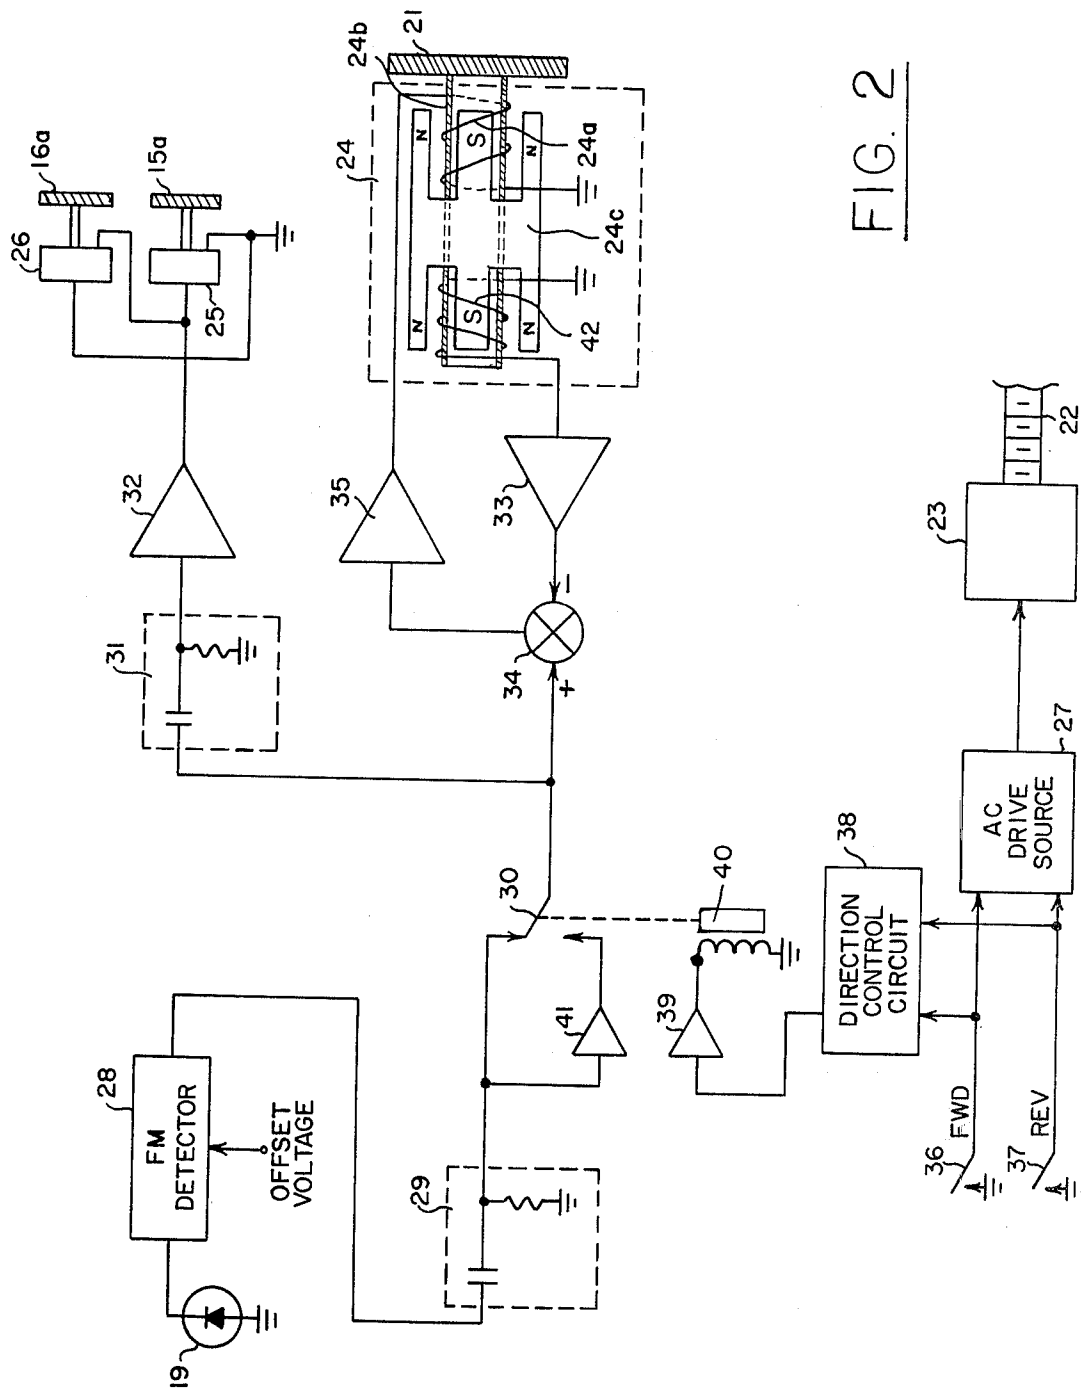 FIG. 2
19
28
FM
DETECTOR
OFFSET
VOLTAGE
29
31
32
26
16a
15a
25
30
41
39
40
34
+
−
33
35
24
24b
21
N
S
N
24a
24c
N
S
N
42
36
FWD
37
REV
38
DIRECTION
CONTROL
CIRCUIT
27
AC
DRIVE
SOURCE
23
22